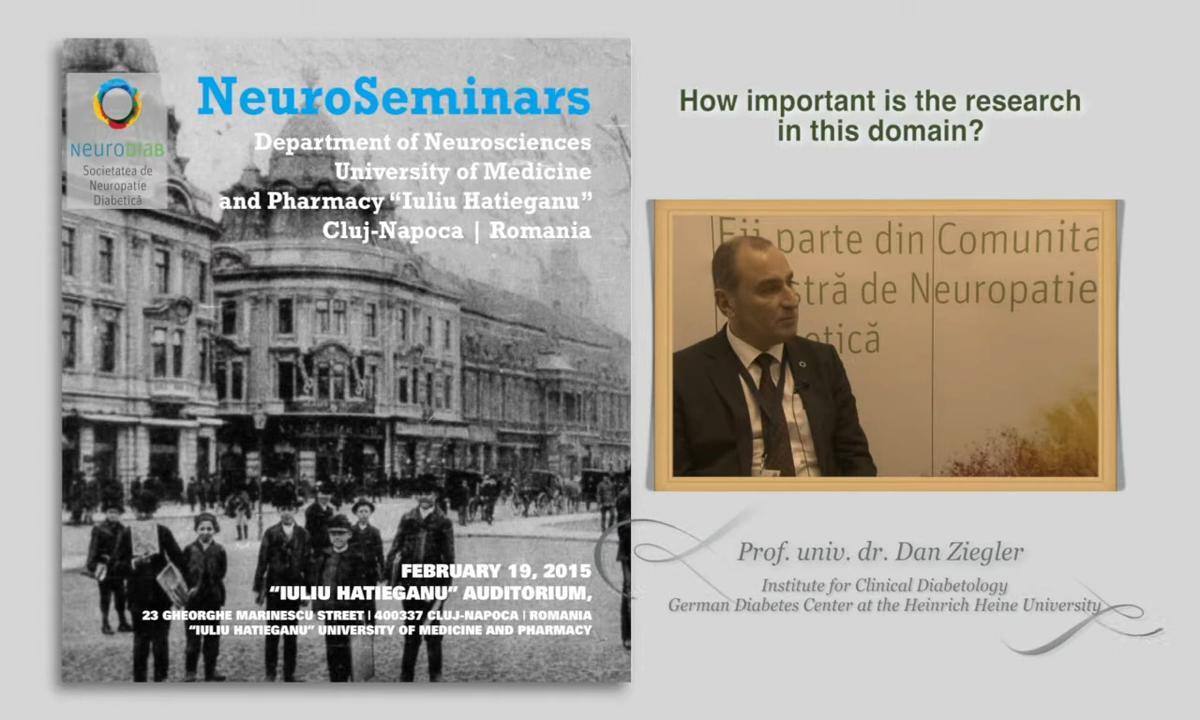 NeuroSeminars
Department of Neurosciences
University of Medicine
and Pharmacy “Iuliu Hatieganu”
Cluj-Napoca | Romania
NeuroDIAB
Societatea de
Neuropatie
Diabetică
FEBRUARY 19, 2015
“IULIU HATIEGANU” AUDITORIUM,
23 GHEORGHE MARINESCU STREET | 400337 CLUJ-NAPOCA | ROMANIA
“IULIU HATIEGANU” UNIVERSITY OF MEDICINE AND PHARMACY
How important is the research
in this domain?
Fii parte din Comunita
stră de Neuropatie
etică
Prof. univ. dr. Dan Ziegler
Institute for Clinical Diabetology
German Diabetes Center at the Heinrich Heine University